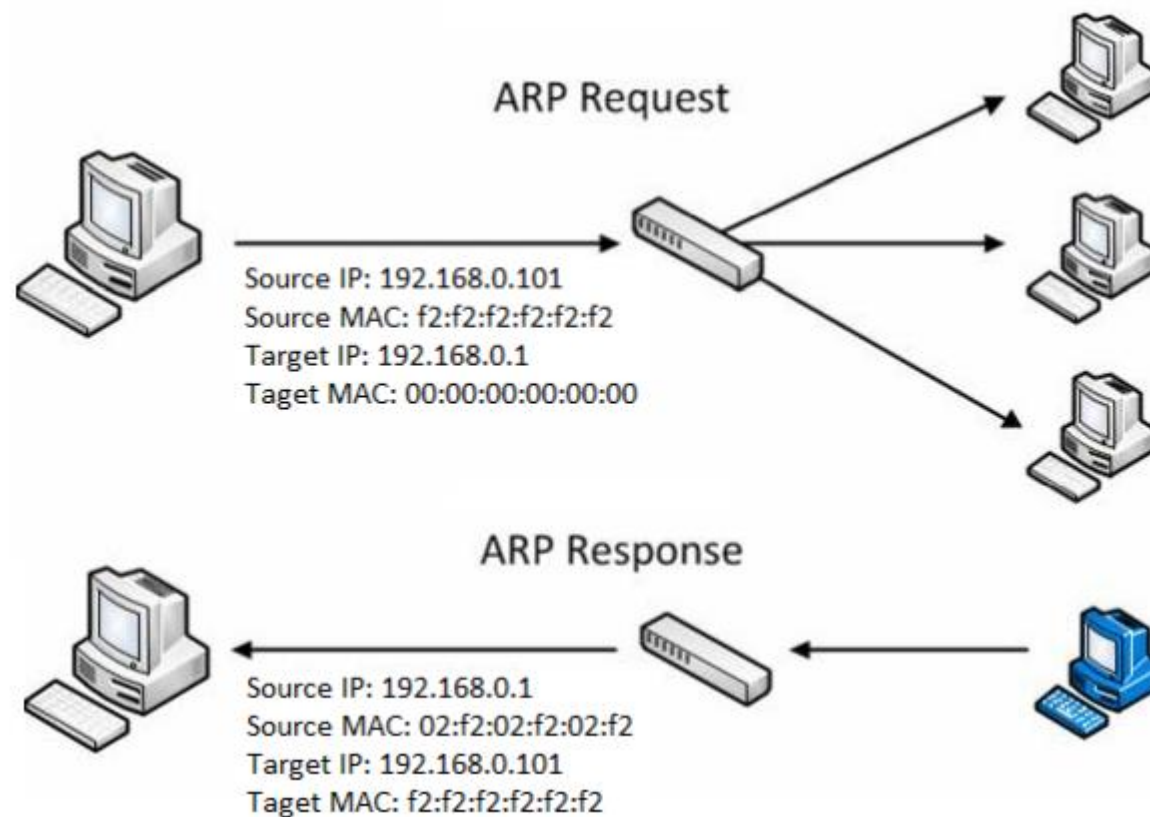 ARP Request
Source IP: 192.168.0.101
Source MAC: f2:f2:f2:f2:f2:f2
Target IP: 192.168.0.1
Taget MAC: 00:00:00:00:00:00
ARP Response
Source IP: 192.168.0.1
Source MAC: 02:f2:02:f2:02:f2
Target IP: 192.168.0.101
Taget MAC: f2:f2:f2:f2:f2:f2